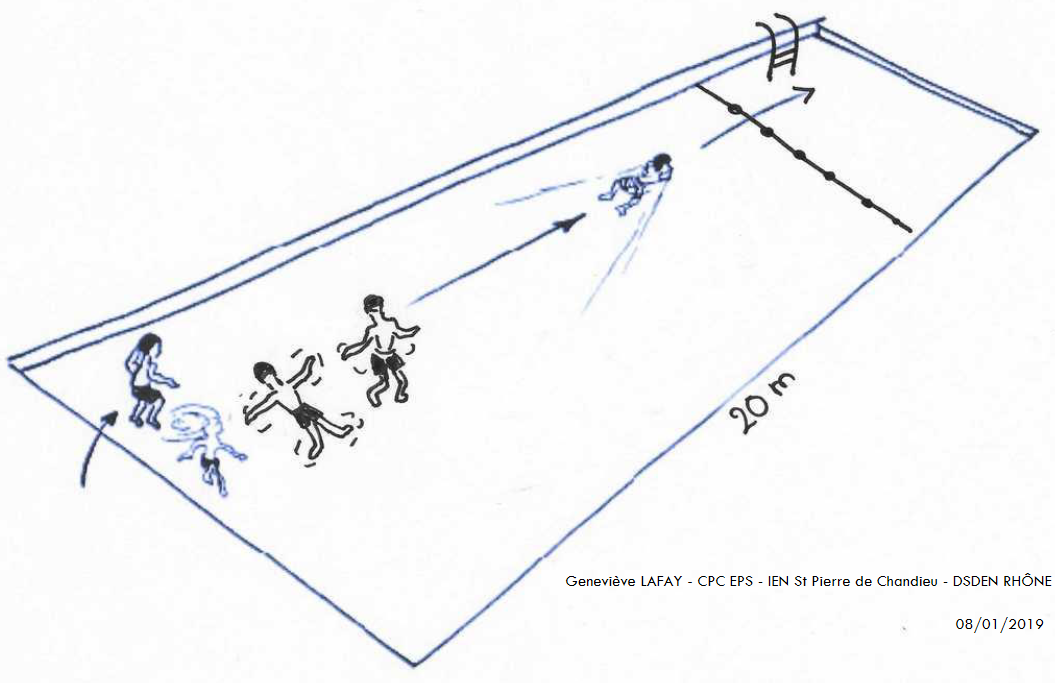 20 m
Geneviève LAFAY - CPC EPS - IEN St Pierre de Chandieu - DSDEN RHÔNE
08/01/2019